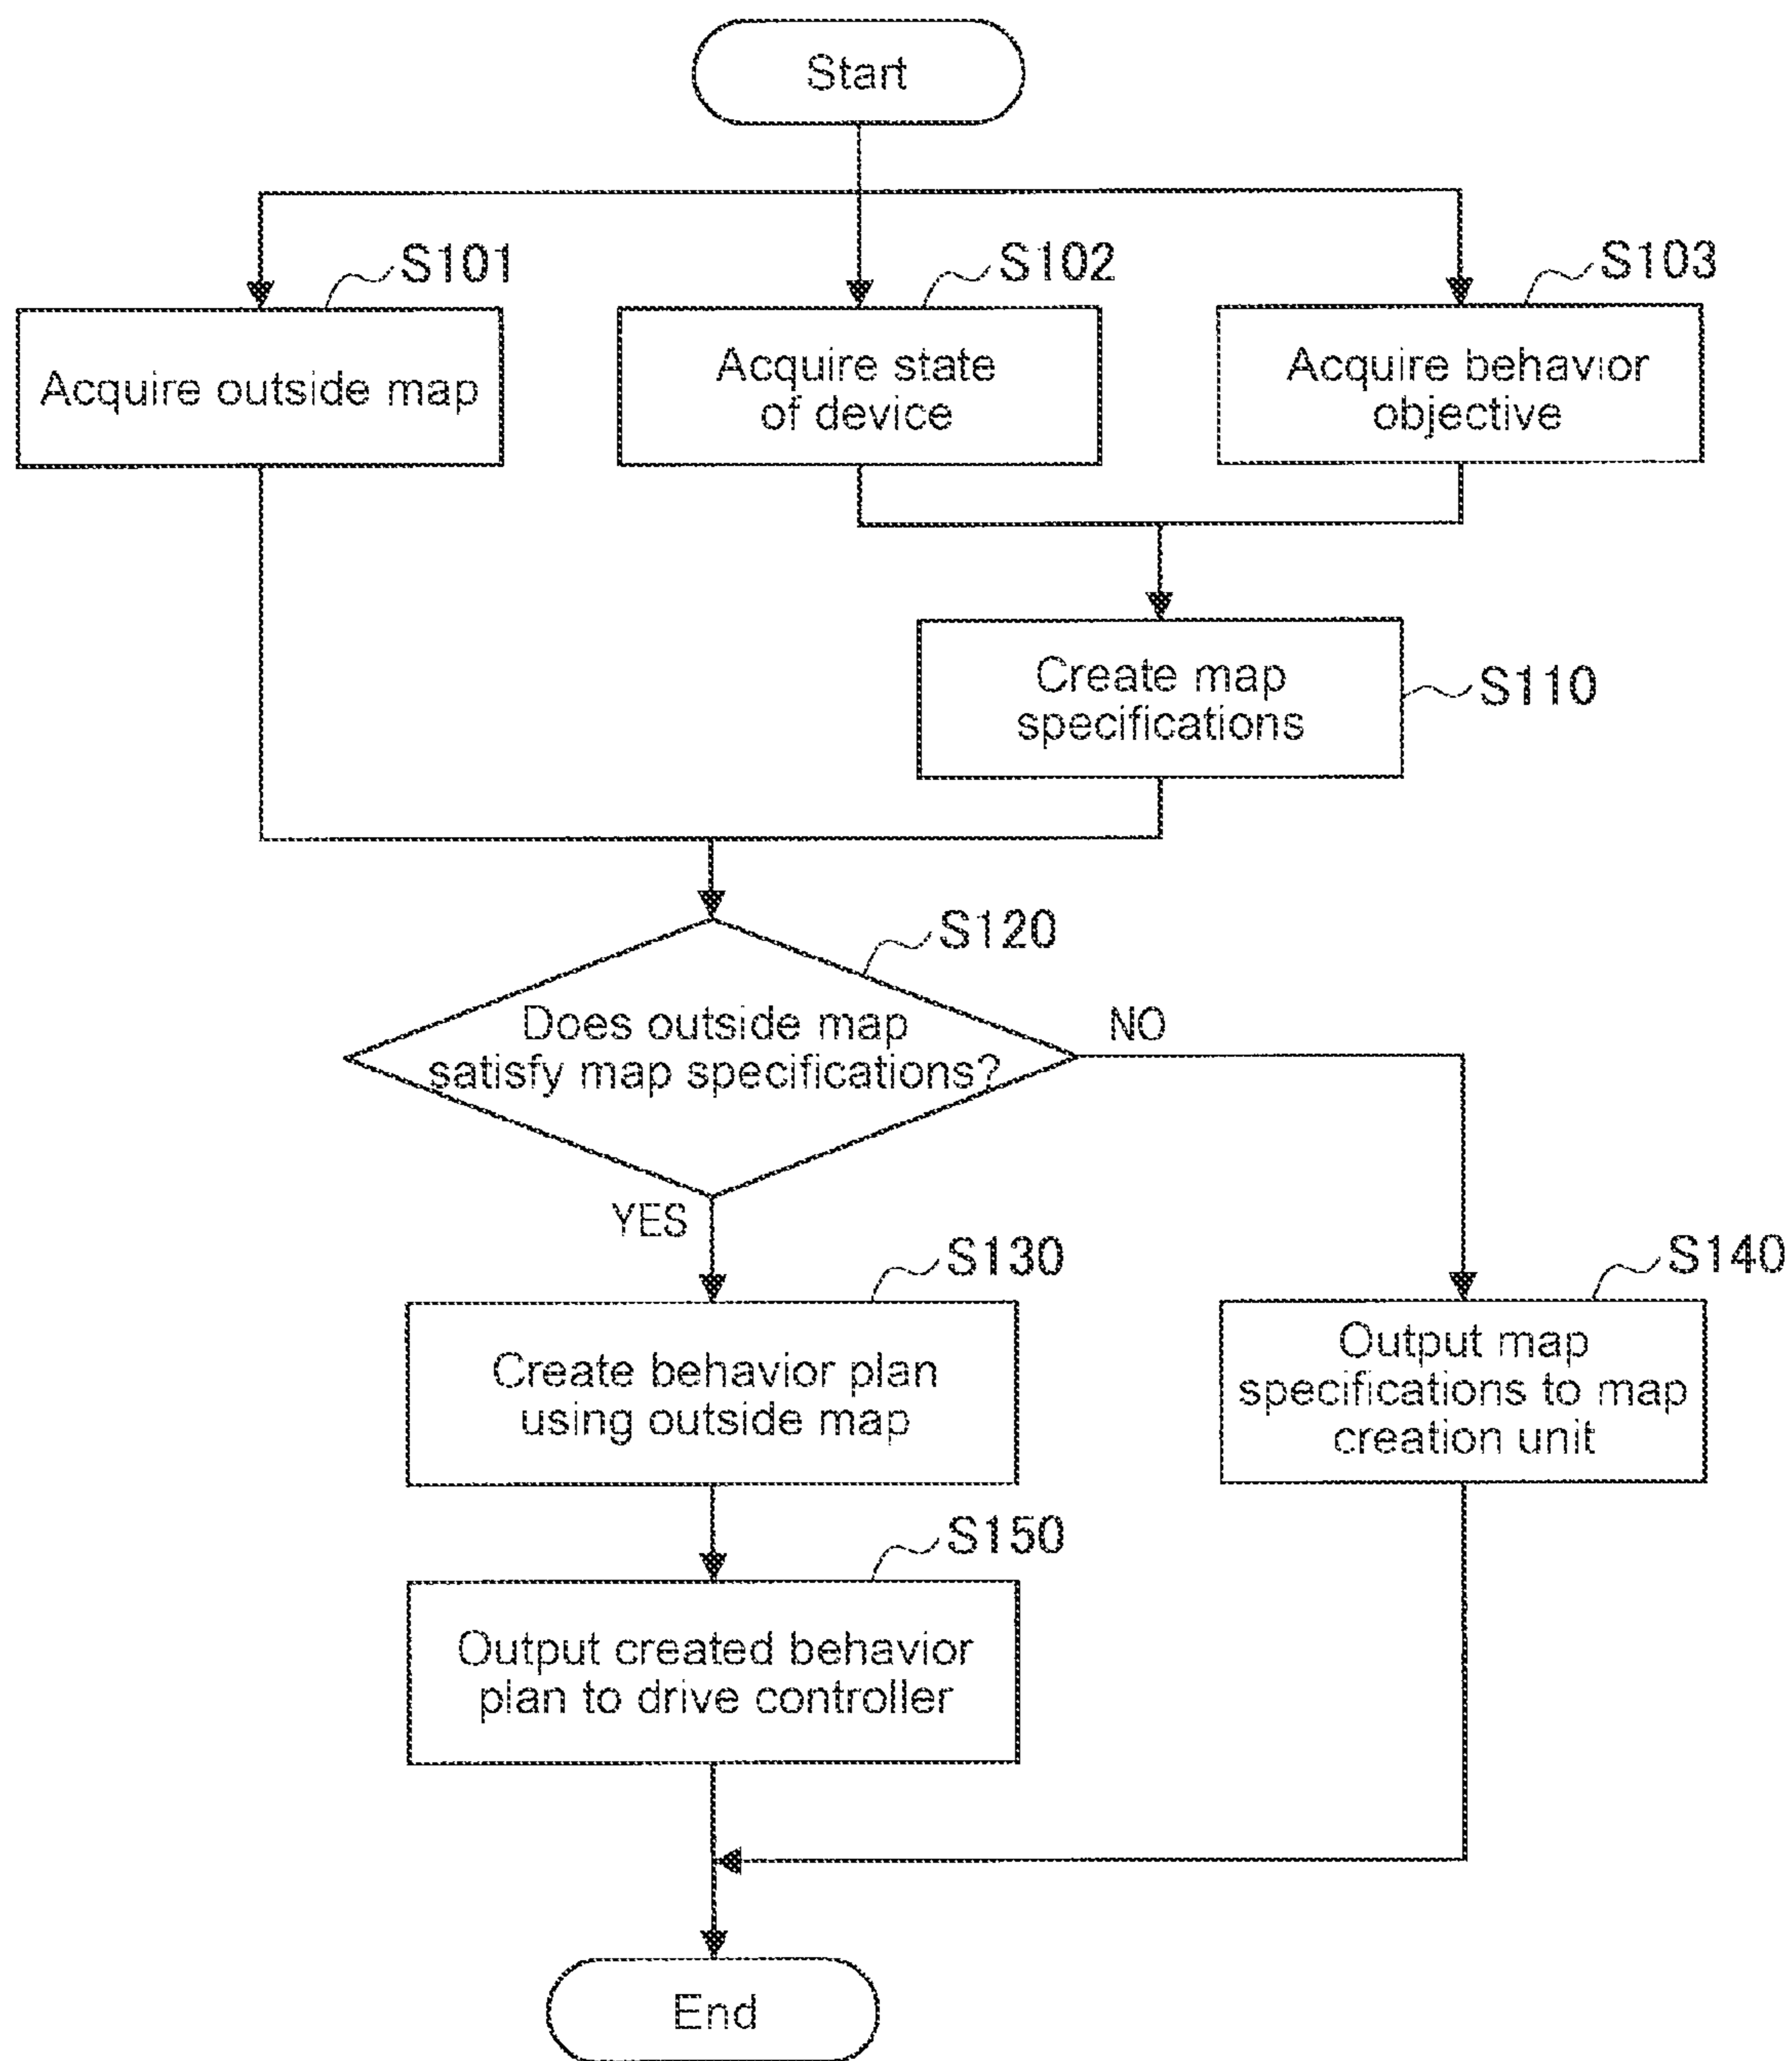 Start
S101
S102
S103
Acquire outside map
Acquire state
of device
Acquire behavior
objective
Create map
specifications
S110
S120
Does outside map
satisfy map specifications?
NO
YES
S130
S140
Create behavior plan
using outside map
Output map
specifications to map
creation unit
S150
Output created behavior
plan to drive controller
End